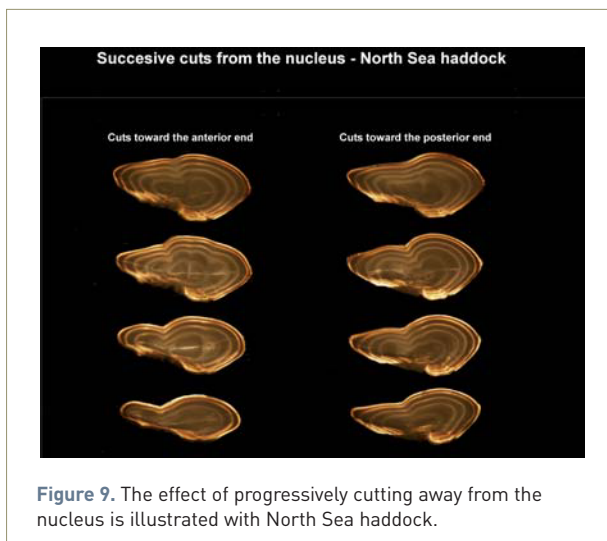 Succesive cuts from the nucleus - North Sea haddock
Cuts toward the anterior end
Cuts toward the posterior end
Figure 9. The effect of progressively cutting away from the
nucleus is illustrated with North Sea haddock.